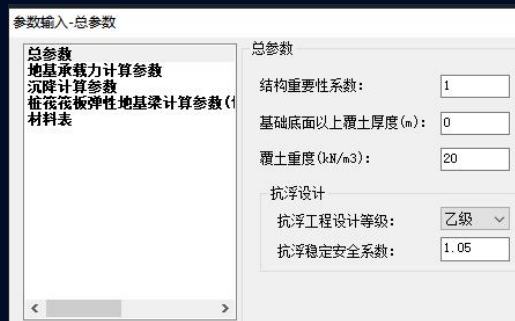 参数输入-总参数
总参数
地基承载力计算参数
沉降计算参数
桩筏筏板弹性地基梁计算参数(
材料表
总参数
结构重要性系数: 1
基础底面以上覆土厚度(m): 0
覆土重度(kN/m3): 20
抗浮设计
抗浮工程设计等级: 乙级
抗浮稳定安全系数: 1.05